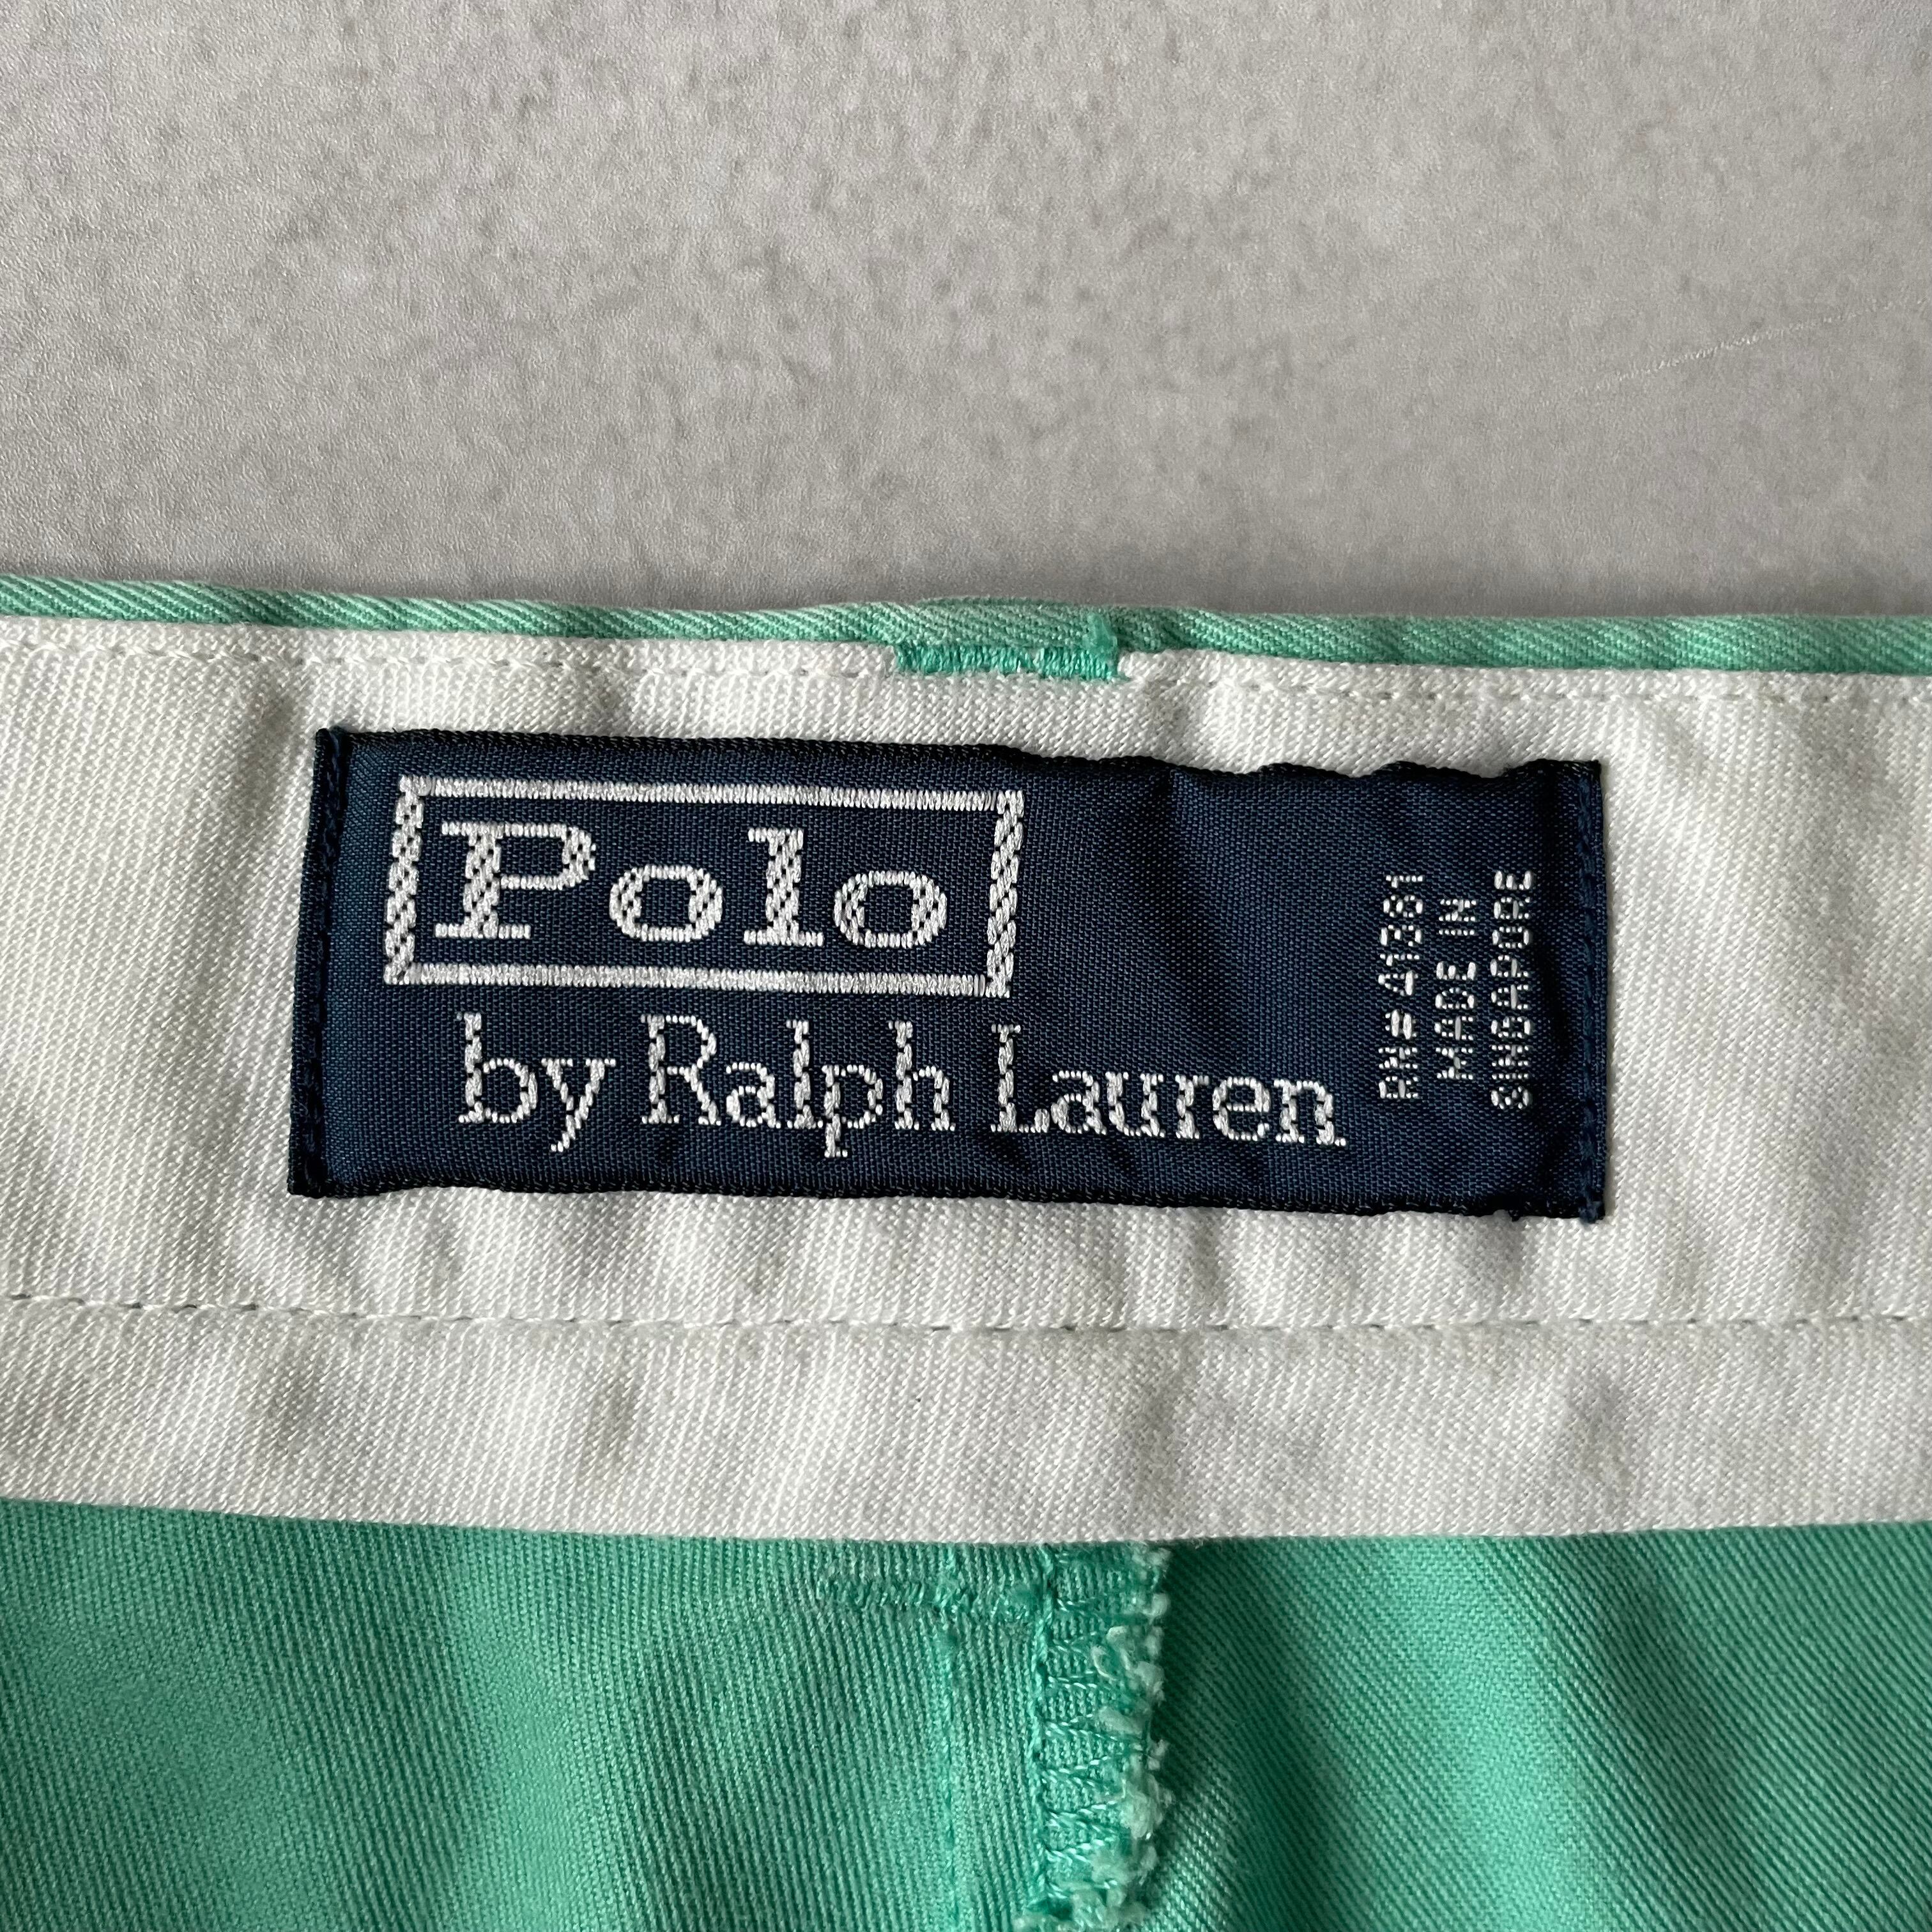 Polo
by Ralph Lauren
RN# 41381
MADE IN
SINGAPORE